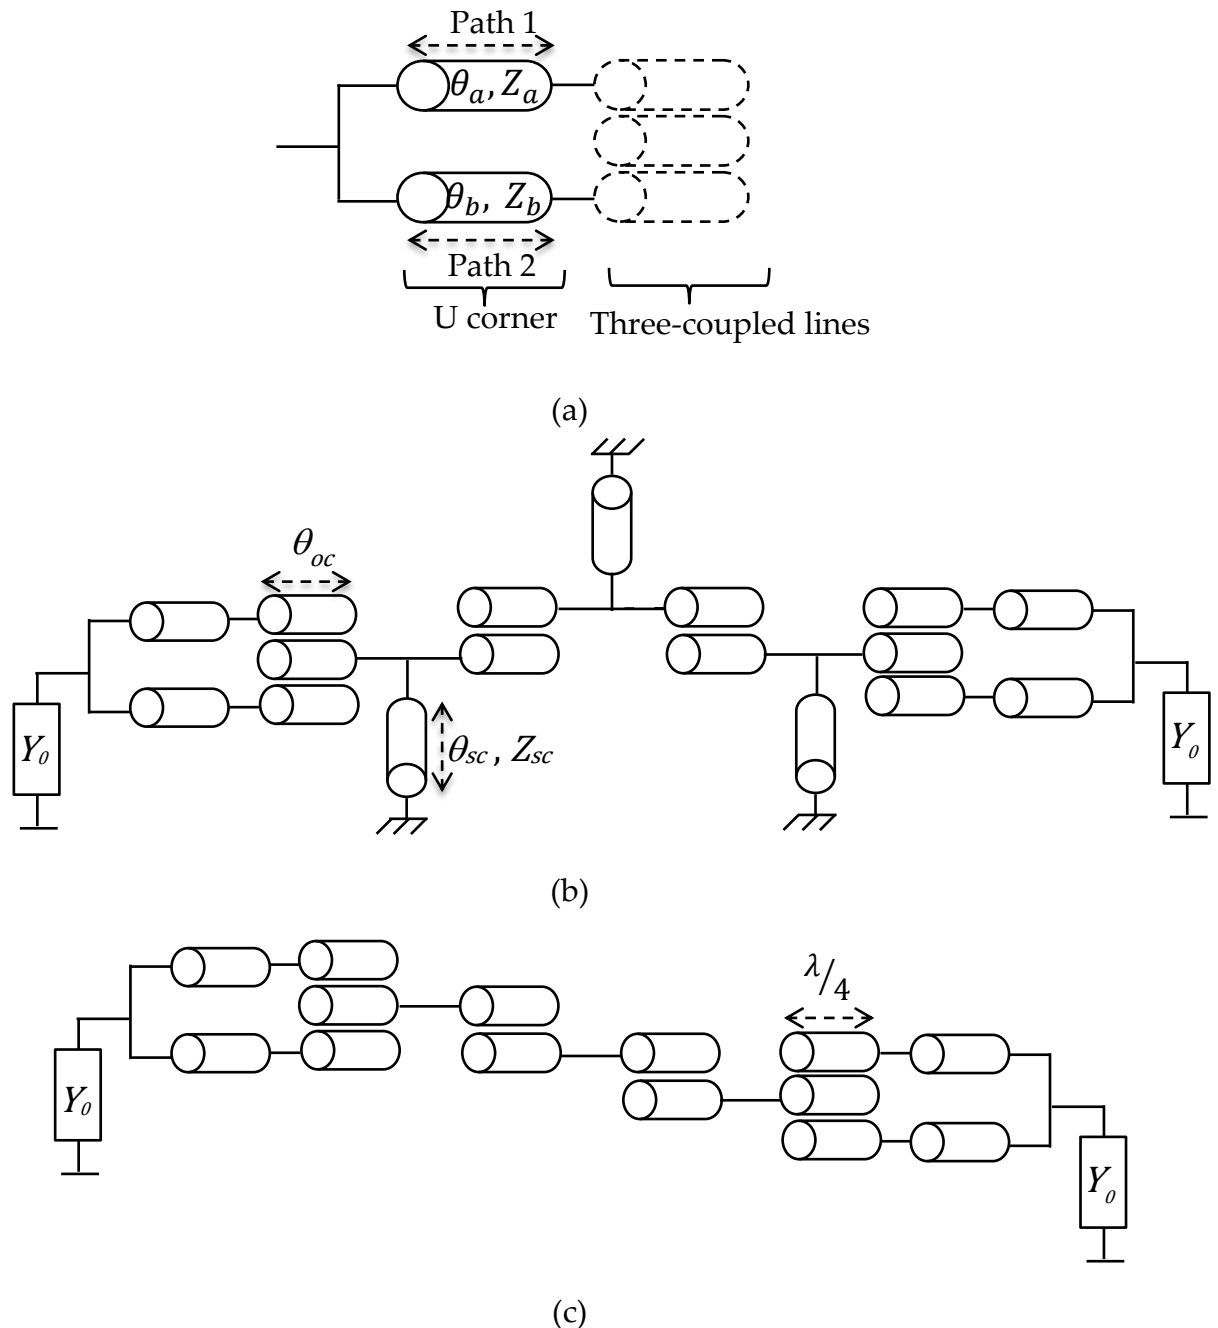 Path 1
θa, Za
θb, Zb
Path 2
U corner
Three-coupled lines
(a)
θoc
Y0
θsc , Zsc
Y0
(b)
λ/4
Y0
Y0
(c)